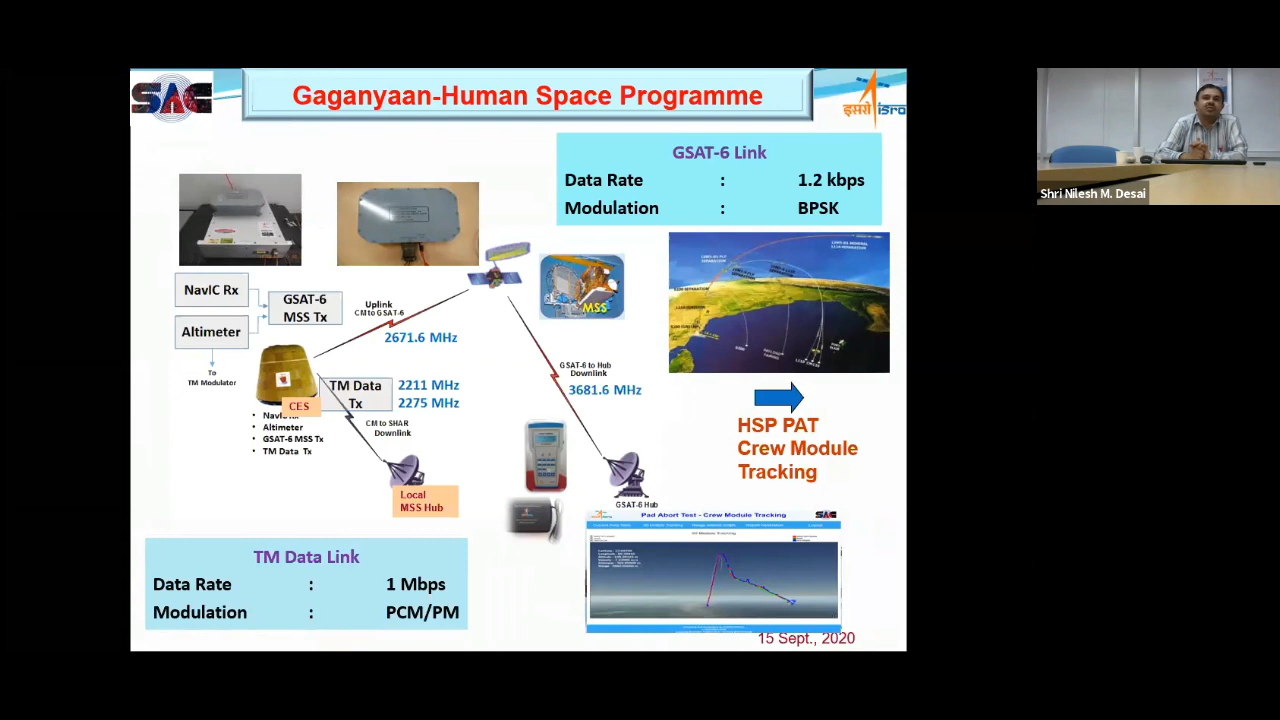 SAC
Gaganyaan-Human Space Programme
इसरो isro
GSAT-6 Link
Data Rate : 1.2 kbps
Modulation : BPSK
Shri Nilesh M. Desai
NavIC Rx
Altimeter
GSAT-6
MSS Tx
To
TM Modulator
Uplink
CM to GSAT-6
2671.6 MHz
MSS
GSAT-6 to Hub
Downlink
3681.6 MHz
TM Data
Tx
2211 MHz
2275 MHz
CES
• NavIC Rx
• Altimeter
• GSAT-6 MSS Tx
• TM Data Tx
CM to SHAR
Downlink
Local
MSS Hub
GSAT-6 Hub
HSP PAT
Crew Module
Tracking
Pad Abort Test - Crew Module Tracking
SAC
TM Data Link
Data Rate : 1 Mbps
Modulation : PCM/PM
15 Sept., 2020